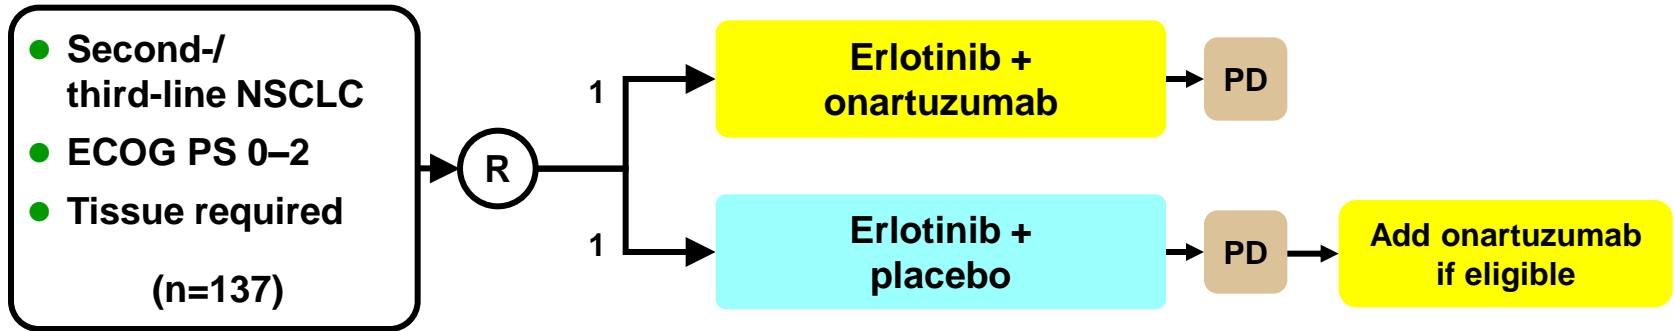 Second-/
third-line NSCLC
ECOG PS 0–2
Tissue required
(n=137)
R
1
Erlotinib +
onartuzumab
PD
1
Erlotinib +
placebo
PD
Add onartuzumab
if eligible